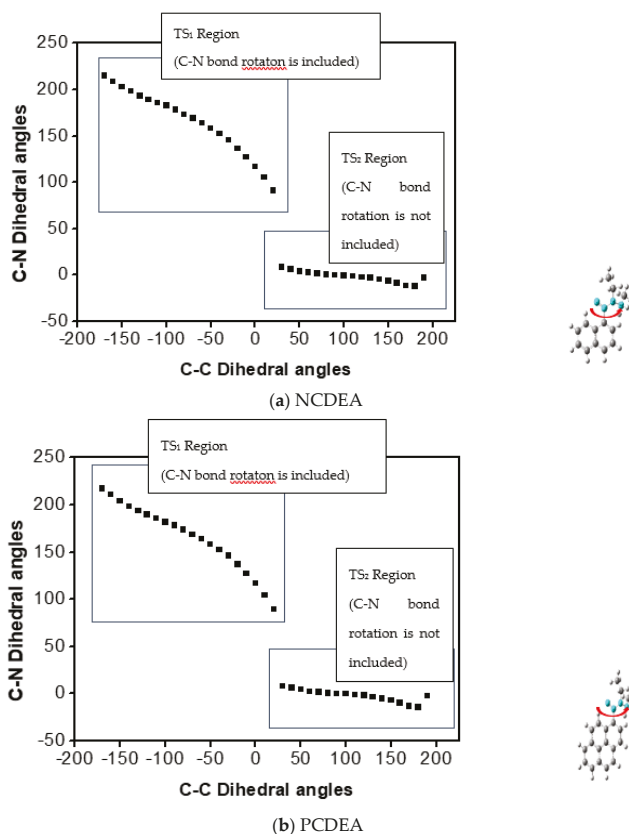 TS1 Region
(C-N bond rotaton is included)
250
200
150
100
50
0
-50
C-N Dihedral angles
TS2 Region
(C-N bond
rotation is not
included)
-200 -150 -100 -50 0 50 100 150 200
C-C Dihedral angles
(a) NCDEA
TS1 Region
(C-N bond rotaton is included)
250
200
150
100
50
0
-50
C-N Dihedral angles
TS2 Region
(C-N bond
rotation is not
included)
-200 -150 -100 -50 0 50 100 150 200
C-C Dihedral angles
(b) PCDEA